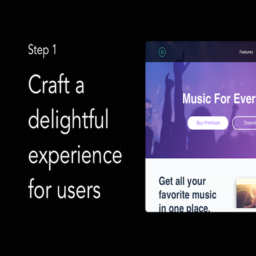 Step 1
Craft a
delightful
experience
for users
Features
Music For Ever
Buy Premium
Downl
Get all your
favorite music
in one place.